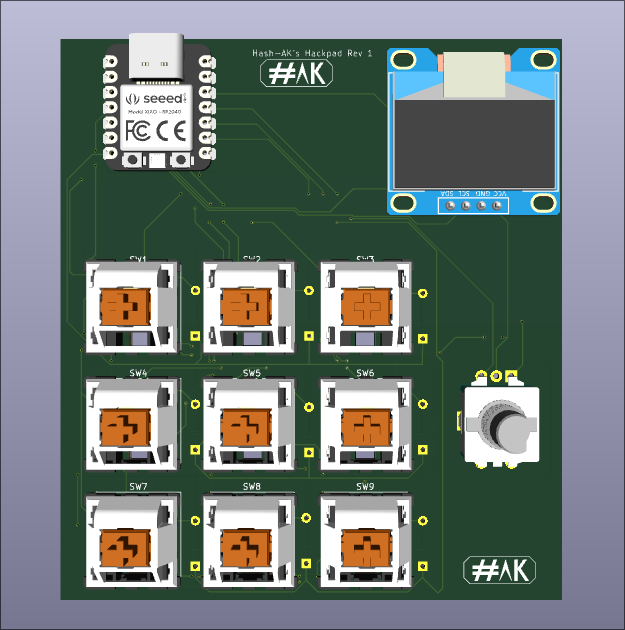 Hash-AK's Hackpad Rev 1
#AK
seeed
Model XIAO-RP2040
FCC CE
SDA SCL GND VCC
SW1 SW2 SW3
SW4 SW5 SW6
SW7 SW8 SW9
#AK